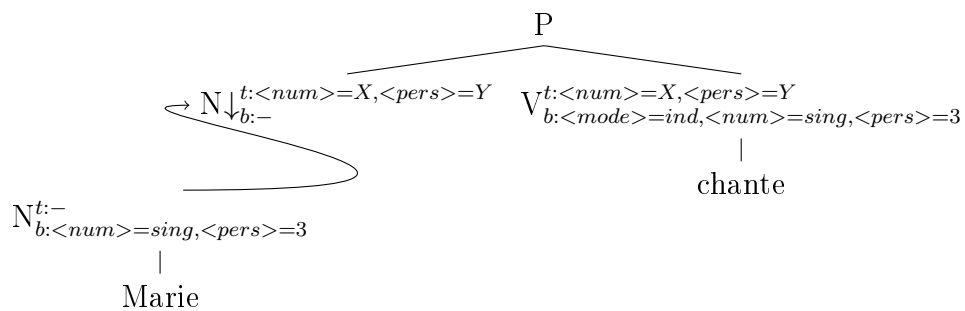 P
N↓t:<num>=X,<pers>=Y V t:<num>=X,<pers>=Y
b:− b:<mode>=ind,<num>=sing,<pers>=3
chante
N t:−
b:<num>=sing,<pers>=3
Marie